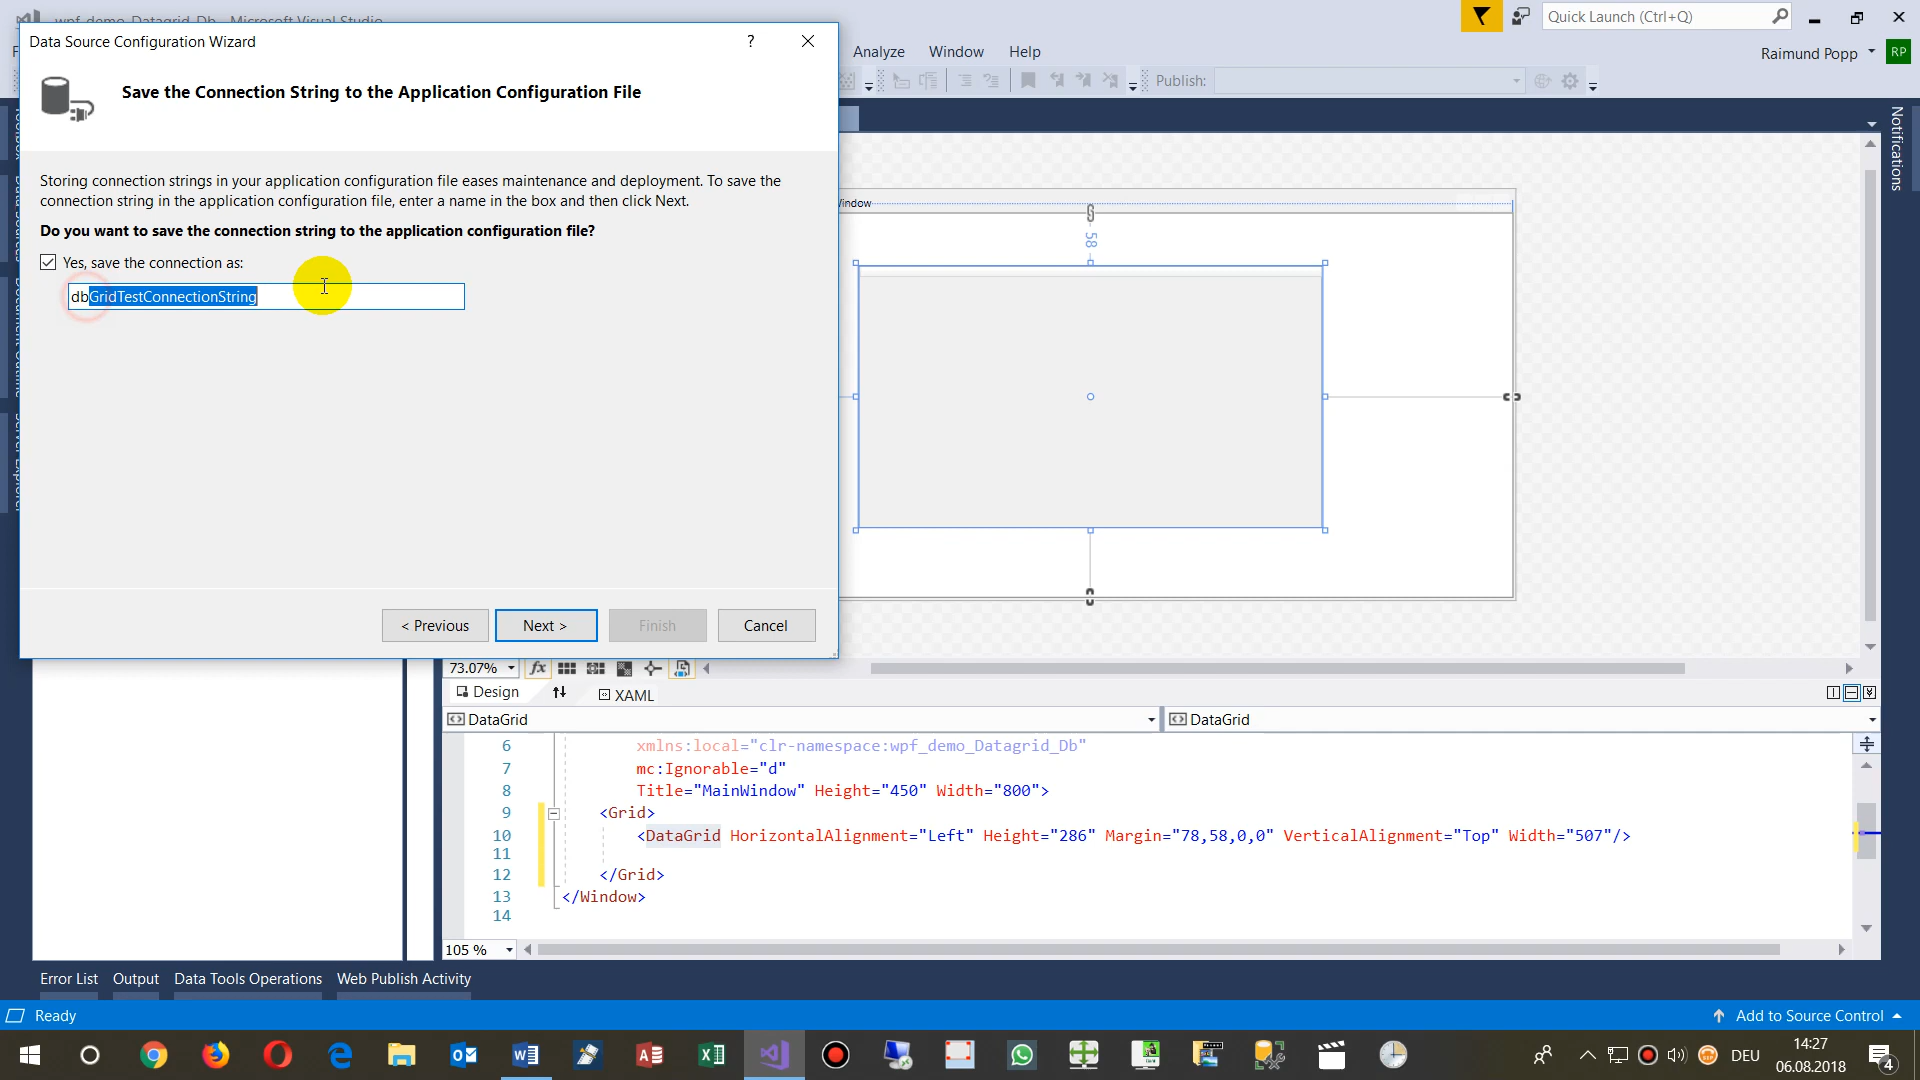 wpf_demo_Datagrid_Db - Microsoft Visual Studio
Quick Launch (Ctrl+Q)
Data Source Configuration Wizard
?
Analyze
Window
Help
Raimund Popp
RP
Publish:
Save the Connection String to the Application Configuration File
Notifications
Storing connection strings in your application configuration file eases maintenance and deployment. To save the
connection string in the application configuration file, enter a name in the box and then click Next.
Do you want to save the connection string to the application configuration file?
Yes, save the connection as:
dbGridTestConnectionString
58
< Previous
Next >
Finish
Cancel
73.07%
fx
Design
XAML
DataGrid
DataGrid
6 xmlns:local="clr-namespace:wpf_demo_Datagrid_Db"
7 mc:Ignorable="d"
8 Title="MainWindow" Height="450" Width="800">
9 <Grid>
10 <DataGrid HorizontalAlignment="Left" Height="286" Margin="78,58,0,0" VerticalAlignment="Top" Width="507"/>
11
12 </Grid>
13 </Window>
14
105 %
Error List
Output
Data Tools Operations
Web Publish Activity
Ready
Add to Source Control
DEU
14:27
06.08.2018
4